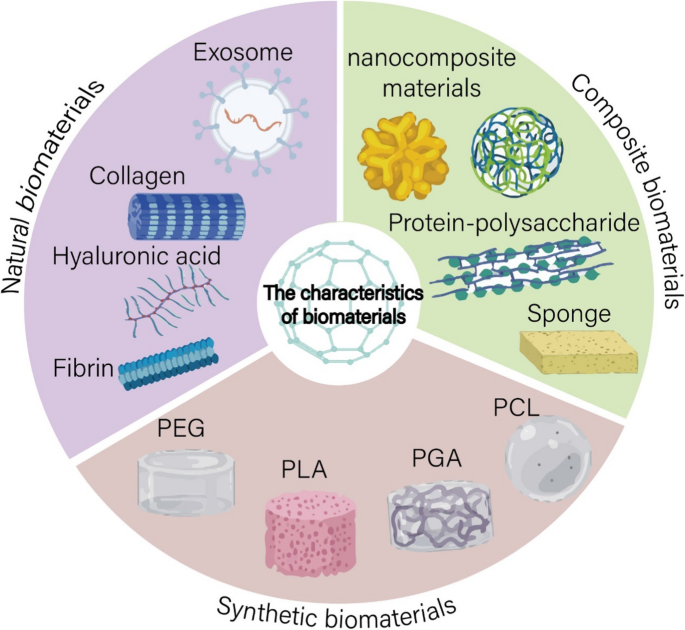 Natural biomaterials
Exosome
Collagen
Hyaluronic acid
Fibrin
Composite biomaterials
nanocomposite
materials
Protein-polysaccharide
Sponge
The characteristics
of biomaterials
PEG
PLA
PGA
PCL
Synthetic biomaterials